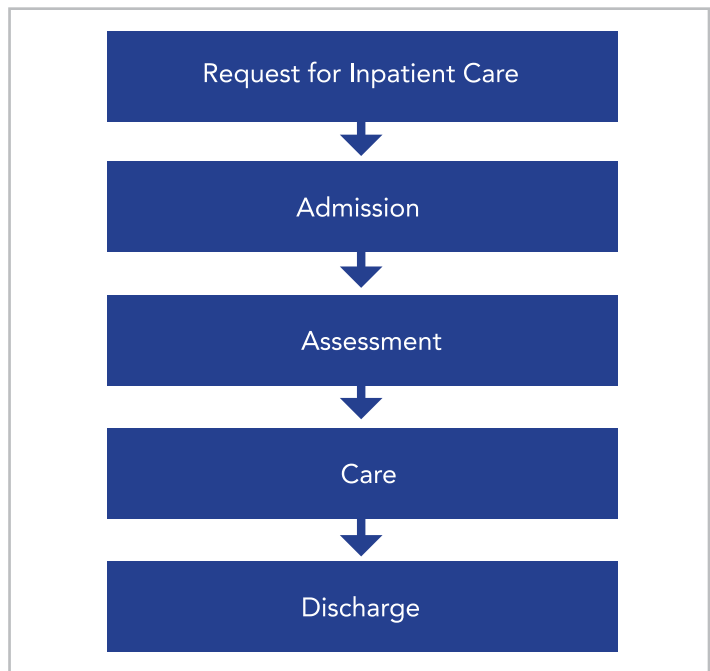 Request for Inpatient Care
Admission
Assessment
Care
Discharge